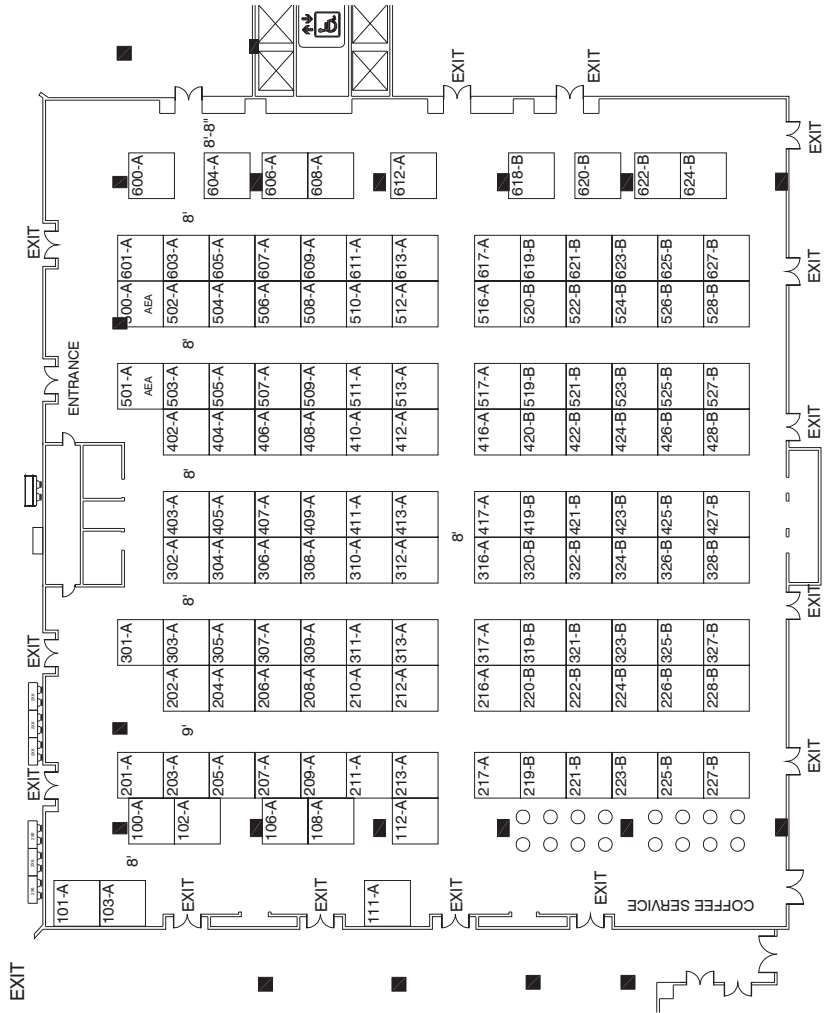 EXIT
EXIT
8'-8"
600-A
604-A
606-A
608-A
612-A
618-B
620-B
622-B
624-B
EXIT
EXIT
8'
601-A
603-A
605-A
607-A
609-A
611-A
613-A
617-A
619-B
621-B
623-B
625-B
627-B
EXIT
500-A
AEA
502-A
504-A
506-A
508-A
510-A
512-A
516-A
520-B
522-B
524-B
526-B
528-B
8'
ENTRANCE
501-A
AEA
503-A
505-A
507-A
509-A
511-A
513-A
517-A
519-B
521-B
523-B
525-B
527-B
402-A
404-A
406-A
408-A
410-A
412-A
416-A
420-B
422-B
424-B
426-B
428-B
EXIT
8'
403-A
405-A
407-A
409-A
411-A
413-A
417-A
419-B
421-B
423-B
425-B
427-B
8'
302-A
304-A
306-A
308-A
310-A
312-A
316-A
320-B
322-B
324-B
326-B
328-B
8'
EXIT
EXIT
301-A
303-A
305-A
307-A
309-A
311-A
313-A
317-A
319-B
321-B
323-B
325-B
327-B
202-A
204-A
206-A
208-A
210-A
212-A
216-A
220-B
222-B
224-B
226-B
228-B
9'
EXIT
201-A
203-A
205-A
207-A
209-A
211-A
213-A
217-A
219-B
221-B
223-B
225-B
227-B
EXIT
100-A
102-A
106-A
108-A
112-A
8'
101-A
103-A
111-A
EXIT
EXIT
EXIT
EXIT
COFFEE SERVICE
EXIT